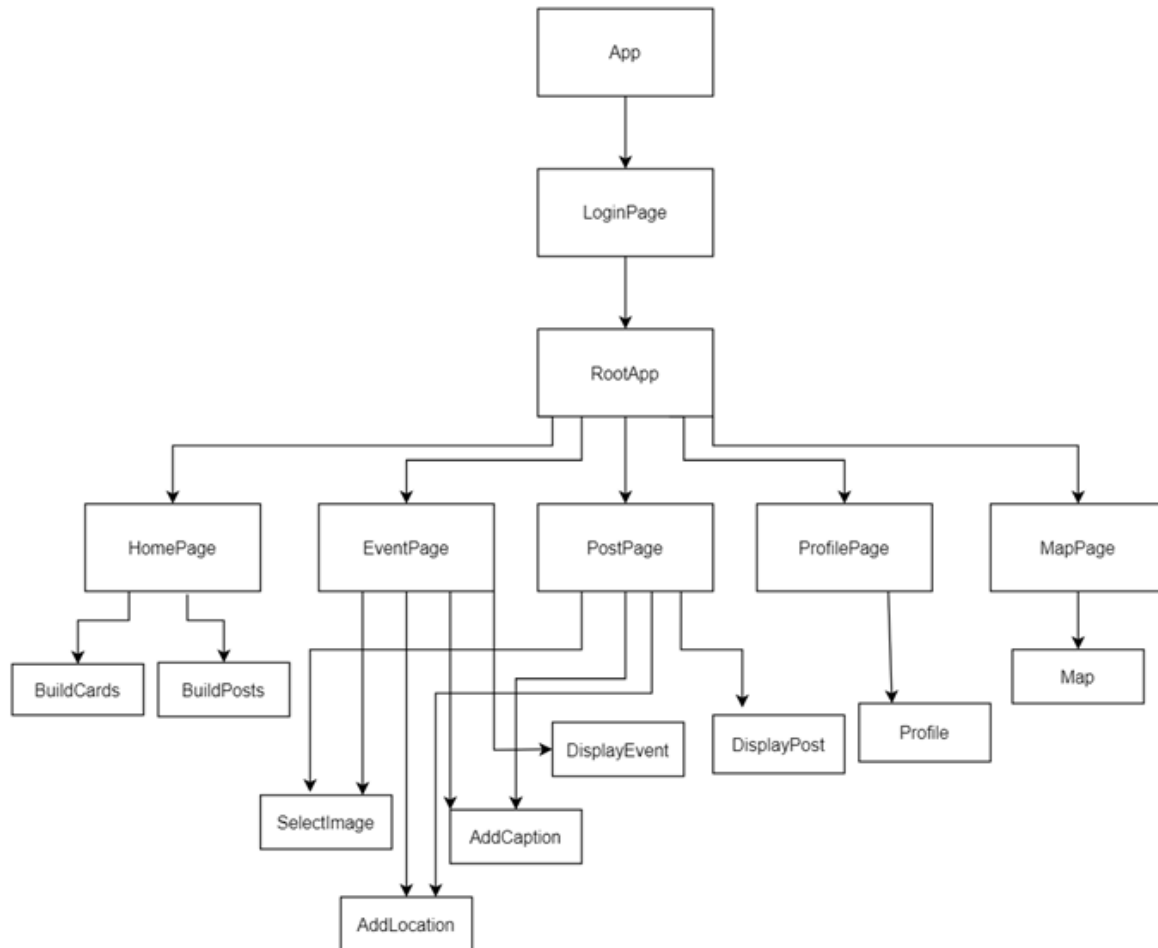 App
LoginPage
RootApp
HomePage
EventPage
PostPage
ProfilePage
MapPage
BuildCards
BuildPosts
Map
DisplayEvent
DisplayPost
Profile
SelectImage
AddCaption
AddLocation